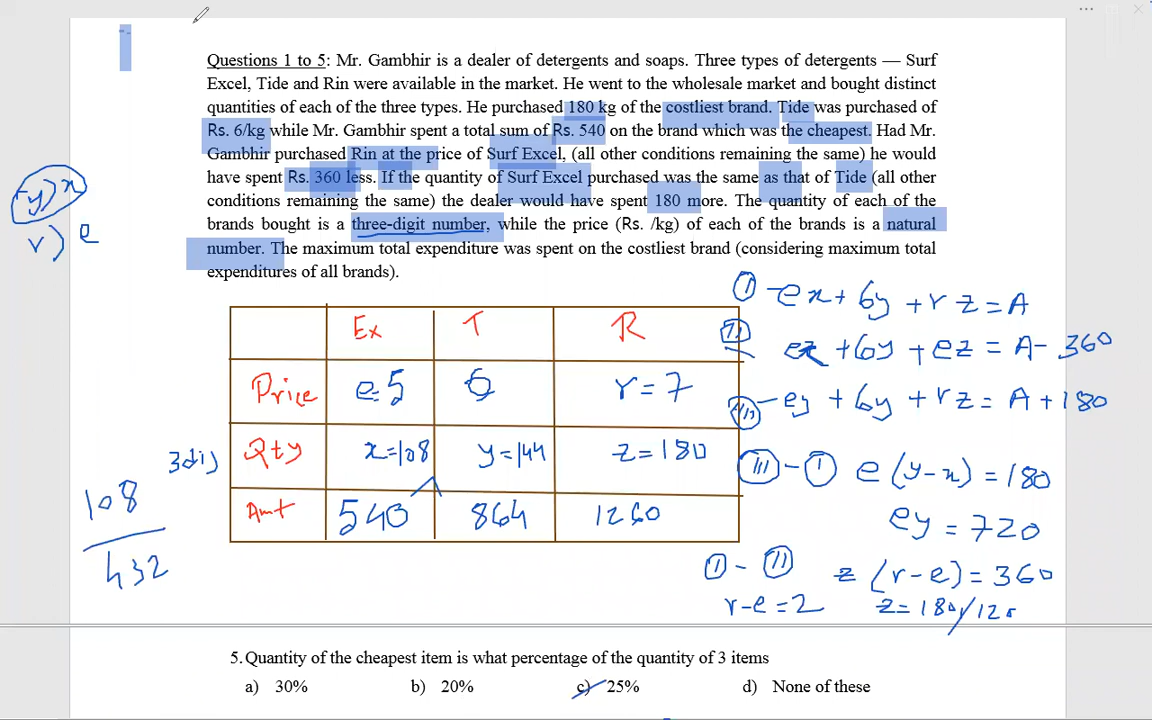 Questions 1 to 5: Mr. Gambhir is a dealer of detergents and soaps. Three types of detergents — Surf
Excel, Tide and Rin were available in the market. He went to the wholesale market and bought distinct
quantities of each of the three types. He purchased 180 kg of the costliest brand. Tide was purchased of
Rs. 6/kg while Mr. Gambhir spent a total sum of Rs. 540 on the brand which was the cheapest. Had Mr.
Gambhir purchased Rin at the price of Surf Excel, (all other conditions remaining the same) he would
have spent Rs. 360 less. If the quantity of Surf Excel purchased was the same as that of Tide (all other
conditions remaining the same) the dealer would have spent 180 more. The quantity of each of the
brands bought is a three-digit number, while the price (Rs. /kg) of each of the brands is a natural
number. The maximum total expenditure was spent on the costliest brand (considering maximum total
expenditures of all brands).
y>x
r>e
I - ex + 6y + rz = A
II ez + 6y + ez = A - 360
III - ey + 6y + rz = A + 180
III - I e(y-x) = 180
ey = 720
I - II z(r-e) = 360
r-e = 2 z = 180/120
Ex T R
Price e=5 6 r = 7
3dig Qty x=108 y=144 z=180
Amt 540 864 1260
108
432
5. Quantity of the cheapest item is what percentage of the quantity of 3 items
a) 30% b) 20% c) 25% d) None of these